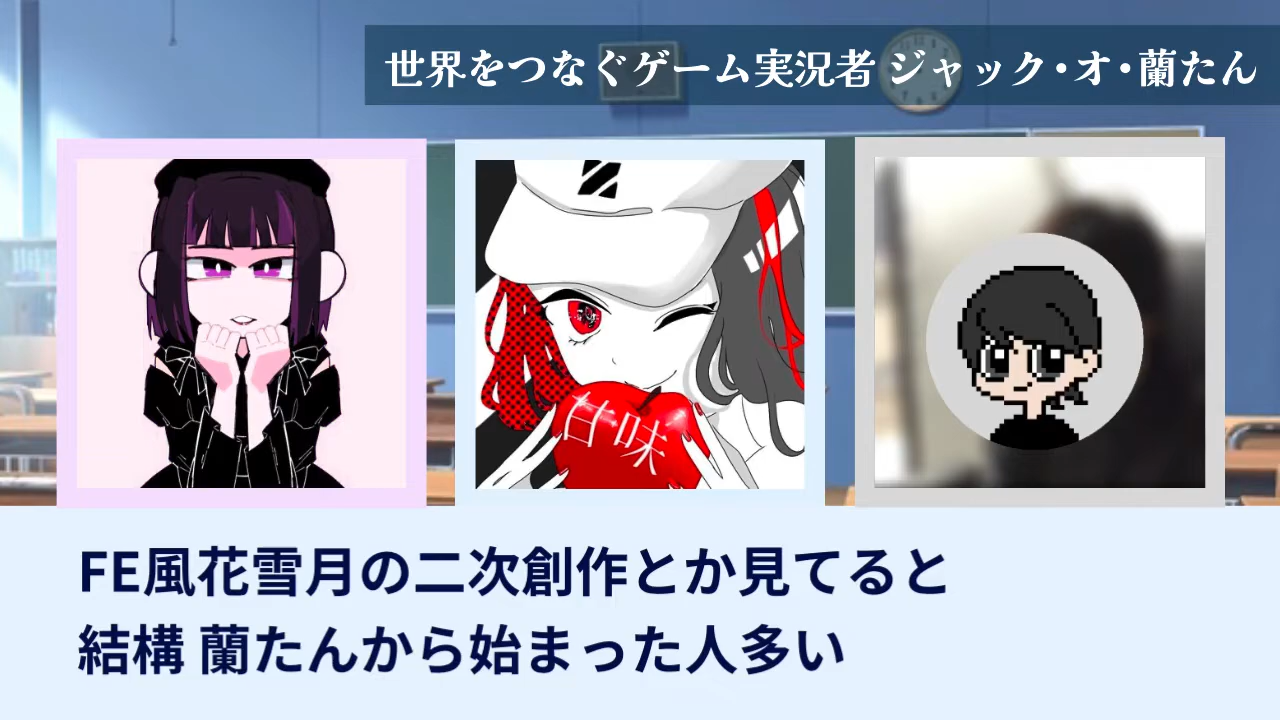 世界をつなぐゲーム実況者 ジャック・オ・蘭たん
甘味
FE風花雪月の二次創作とか見てると
結構 蘭たんから始まった人多い